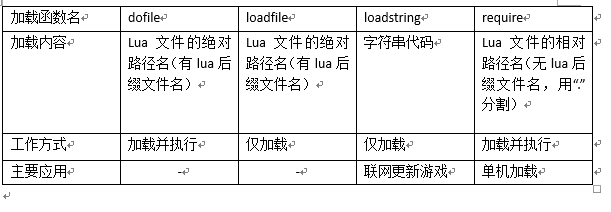 加载函数名 dofile loadfile loadstring require
加载内容 Lua 文件的绝对 Lua 文件的绝对 字符串代码 Lua 文件的相对
路径名（有 lua 后 路径名（有 lua 后 路径名（无 lua 后
缀文件名） 缀文件名） 缀文件名，用“.”
分割）
工作方式 加载并执行 仅加载 仅加载 加载并执行
主要应用 - - 联网更新游戏 单机加载